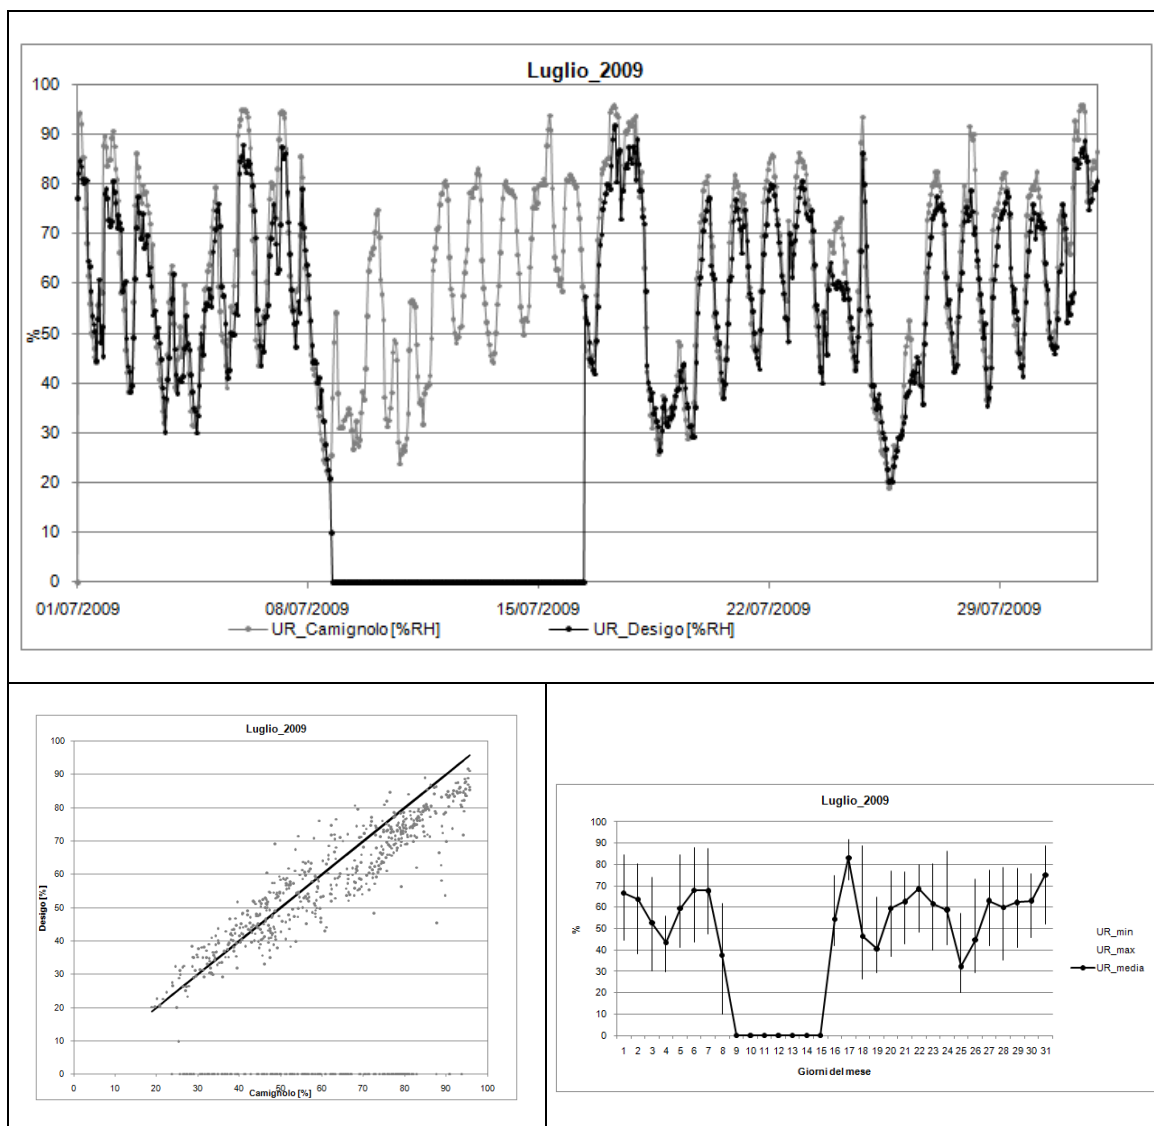 Luglio_2009
100
90
80
70
60
50
40
30
20
10
0
%
01/07/2009 08/07/2009 15/07/2009 22/07/2009 29/07/2009
UR_Camignolo [%RH] UR_Desigo [%RH]
Luglio_2009
100
90
80
70
60
50
40
30
20
10
0
Desigo [%]
0 10 20 30 40 50 60 70 80 90 100
Camignolo [%]
Luglio_2009
100
90
80
70
60
50
40
30
20
10
0
%
1 2 3 4 5 6 7 8 9 10 11 12 13 14 15 16 17 18 19 20 21 22 23 24 25 26 27 28 29 30 31
Giorni del mese
UR_min
UR_max
UR_media